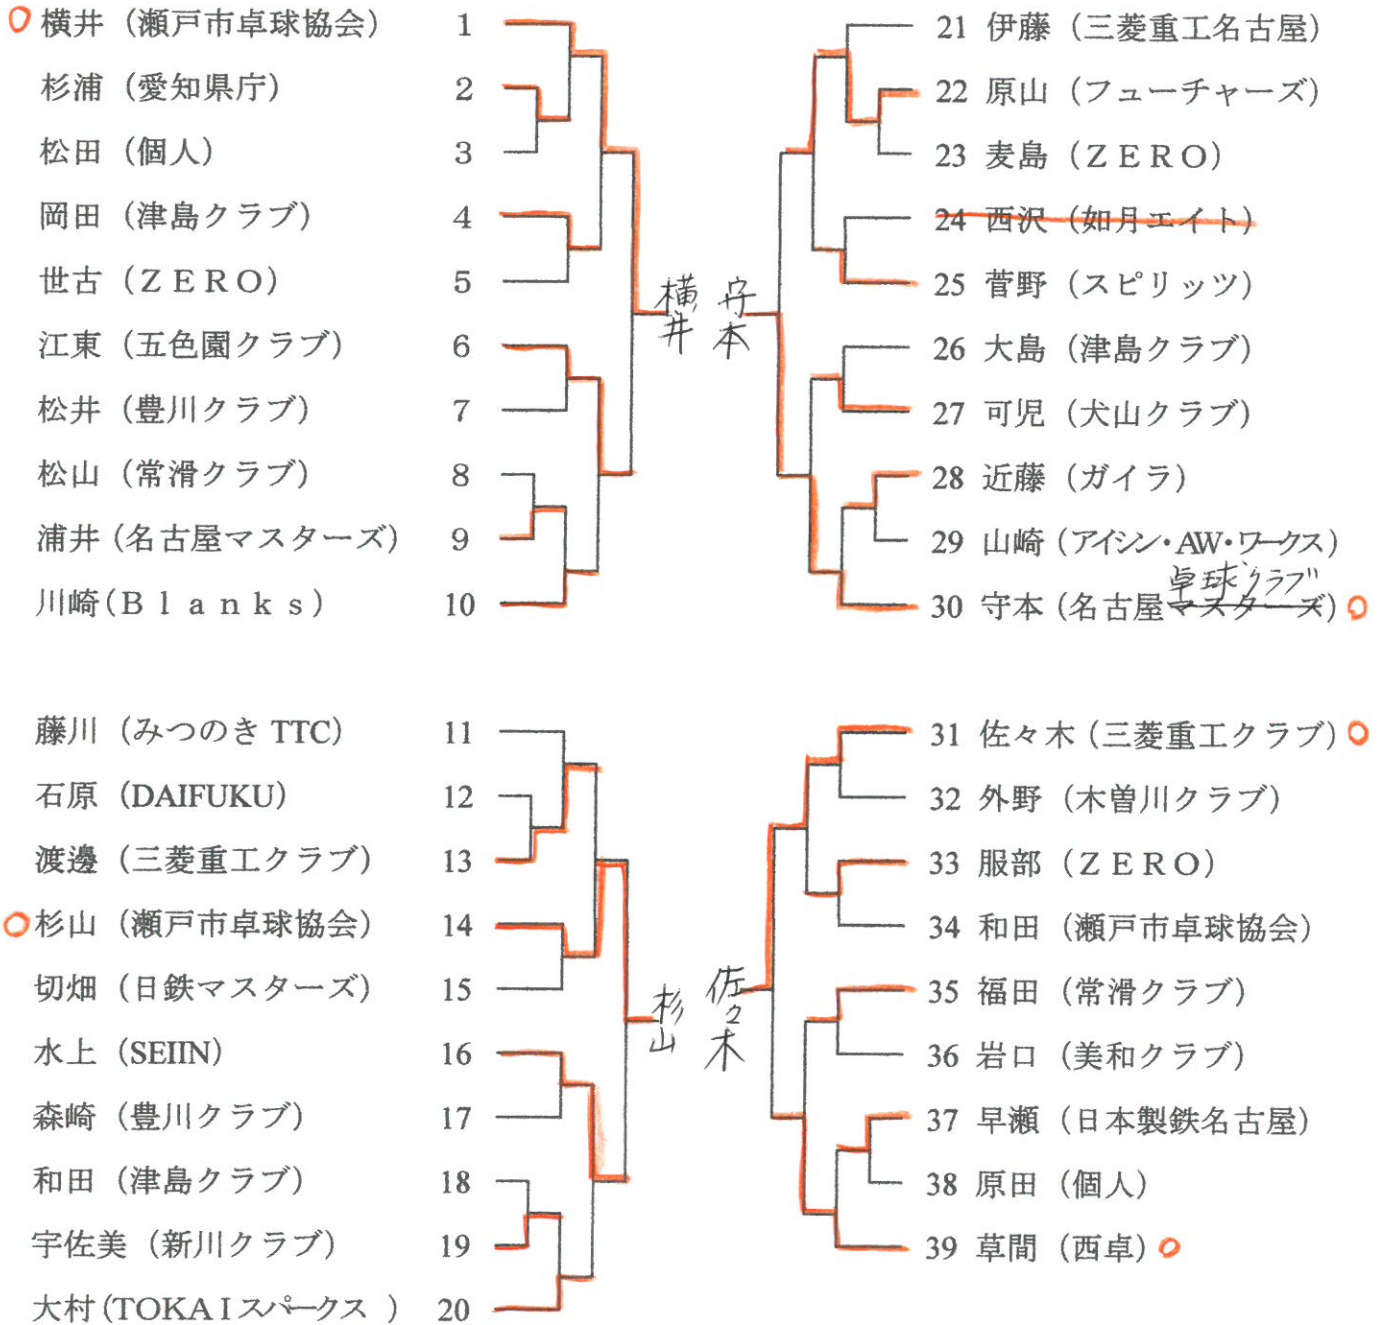 横井（瀬戸市卓球協会） 1
杉浦（愛知県庁） 2
松田（個人） 3
岡田（津島クラブ） 4
世古（ＺＥＲＯ） 5
江東（五色園クラブ） 6
松井（豊川クラブ） 7
松山（常滑クラブ） 8
浦井（名古屋マスターズ） 9
川崎（Ｂｌａｎｋｓ） 10
横井
守本
21 伊藤（三菱重工名古屋）
22 原山（フューチャーズ）
23 麦島（ＺＥＲＯ）
24 西沢（如月エイト）
25 菅野（スピリッツ）
26 大島（津島クラブ）
27 可児（犬山クラブ）
28 近藤（ガイラ）
29 山崎（アイシン・AW・ワークス）
卓球クラブ
30 守本（名古屋マスターズ）
藤川（みつのき TTC） 11
石原（DAIFUKU） 12
渡邊（三菱重工クラブ） 13
杉山（瀬戸市卓球協会） 14
切畑（日鉄マスターズ） 15
水上（SEIIN） 16
森崎（豊川クラブ） 17
和田（津島クラブ） 18
宇佐美（新川クラブ） 19
大村（TOKAIスパークス ） 20
杉山
佐々木
31 佐々木（三菱重工クラブ）
32 外野（木曽川クラブ）
33 服部（ＺＥＲＯ）
34 和田（瀬戸市卓球協会）
35 福田（常滑クラブ）
36 岩口（美和クラブ）
37 早瀬（日本製鉄名古屋）
38 原田（個人）
39 草間（西卓）